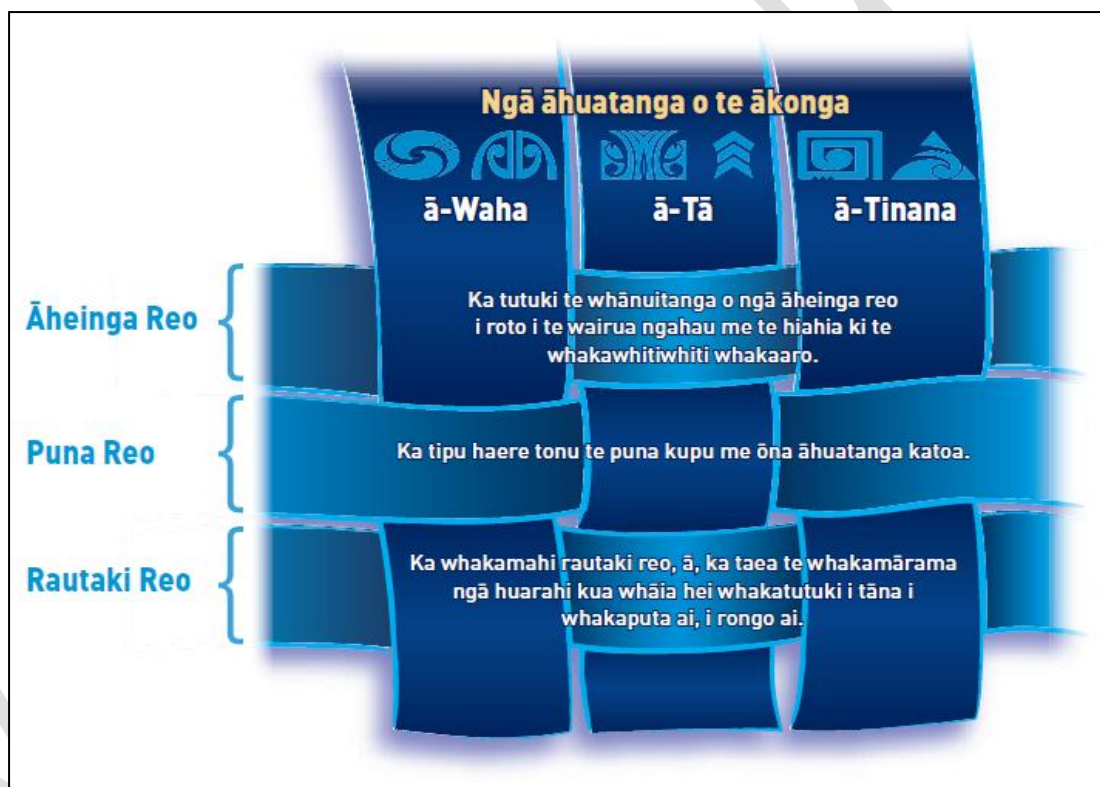 Ngā āhuatanga o te ākonga
ā-Waha
ā-Tā
ā-Tinana
Āheinga Reo
Ka tutuki te whānuitanga o ngā āheinga reo
i roto i te wairua ngahau me te hiahia ki te
whakawhitiwhiti whakaaro.
Puna Reo
Ka tipu haere tonu te puna kupu me ōna āhuatanga katoa.
Rautaki Reo
Ka whakamahi rautaki reo, ā, ka taea te whakamārama
ngā huarahi kua whāia hei whakatutuki i tāna i
whakaputa ai, i rongo ai.